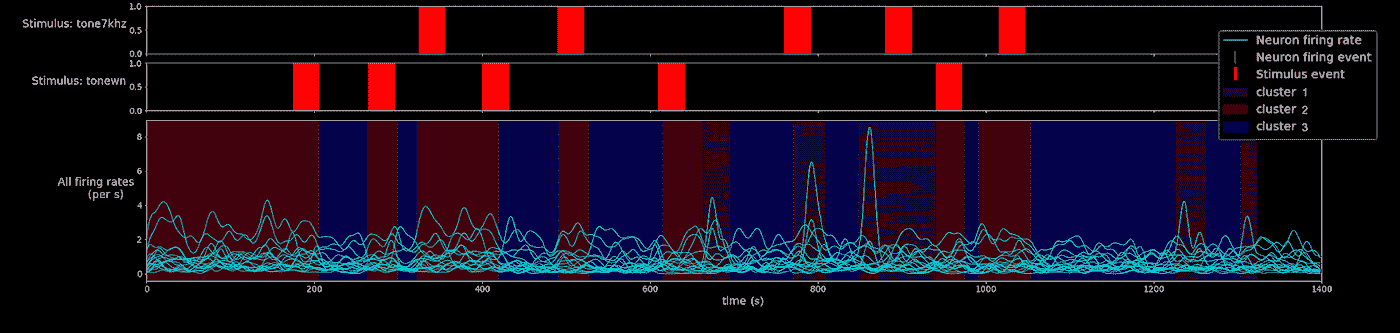 Stimulus: tone7khz
1.0
0.5
0.0
Stimulus: tonewn
1.0
0.5
0.0
Neuron firing rate
Neuron firing event
Stimulus event
cluster 1
cluster 2
cluster 3
All firing rates
(per s)
8
6
4
2
0
0 200 400 600 800 1000 1200 1400
time (s)